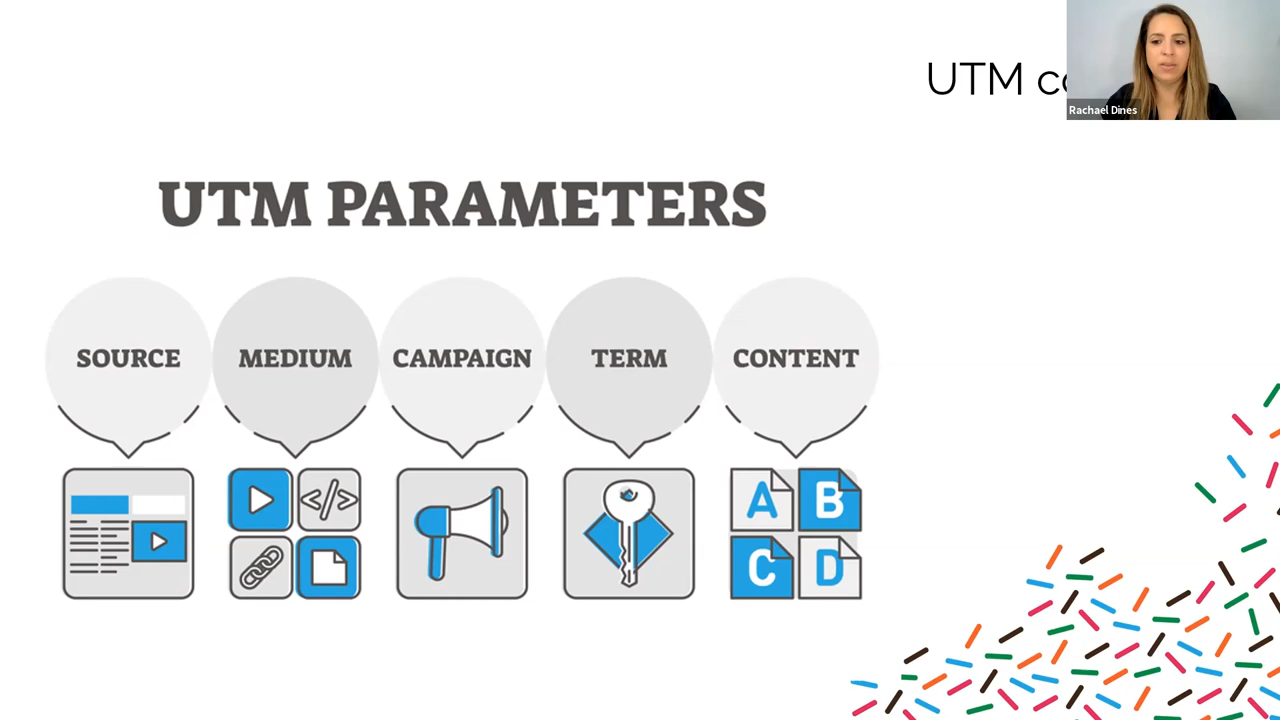 UTM
Rachael Dines
UTM PARAMETERS
SOURCE
MEDIUM
CAMPAIGN
TERM
CONTENT
A
B
C
D